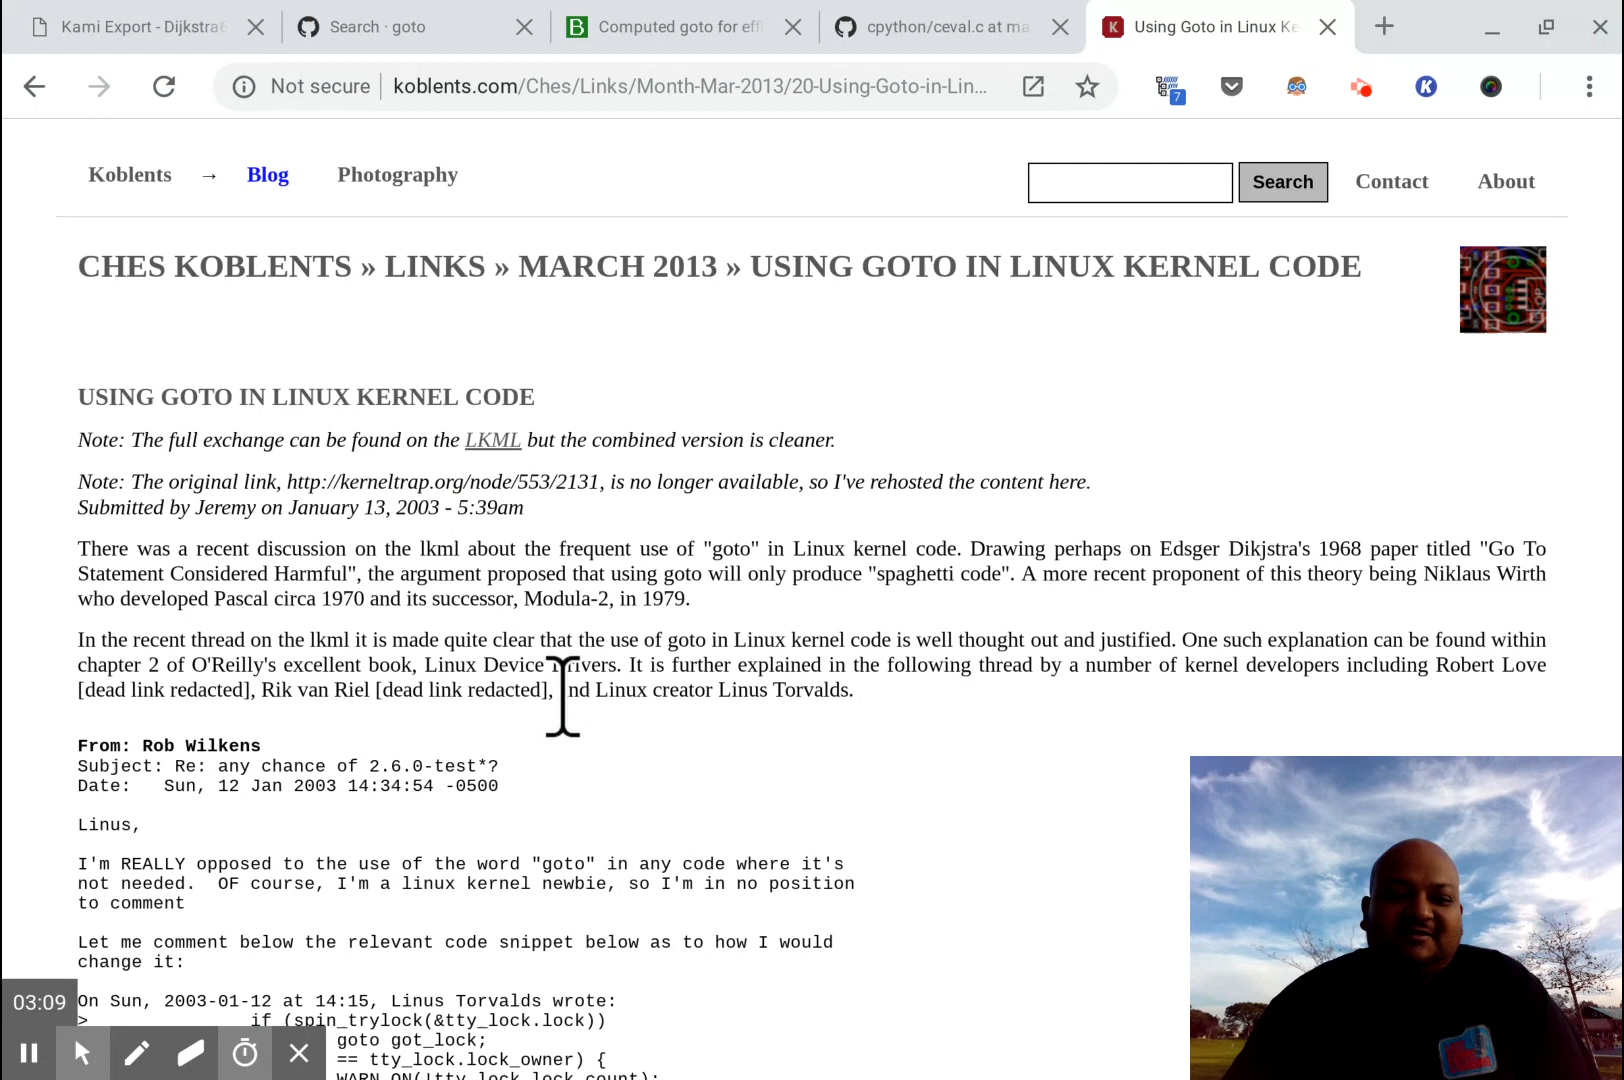 Kami Export - Dijkstra6
Search · goto
Computed goto for eff
cpython/ceval.c at ma
Using Goto in Linux Ke
Not secure
koblents.com/Ches/Links/Month-Mar-2013/20-Using-Goto-in-Lin...
7
K
Koblents → Blog Photography
Search Contact About
CHES KOBLENTS » LINKS » MARCH 2013 » USING GOTO IN LINUX KERNEL CODE
USING GOTO IN LINUX KERNEL CODE
Note: The full exchange can be found on the LKML but the combined version is cleaner.
Note: The original link, http://kerneltrap.org/node/553/2131, is no longer available, so I've rehosted the content here.
Submitted by Jeremy on January 13, 2003 - 5:39am
There was a recent discussion on the lkml about the frequent use of "goto" in Linux kernel code. Drawing perhaps on Edsger Dikjstra's 1968 paper titled "Go To
Statement Considered Harmful", the argument proposed that using goto will only produce "spaghetti code". A more recent proponent of this theory being Niklaus Wirth
who developed Pascal circa 1970 and its successor, Modula-2, in 1979.
In the recent thread on the lkml it is made quite clear that the use of goto in Linux kernel code is well thought out and justified. One such explanation can be found within
chapter 2 of O'Reilly's excellent book, Linux Device Drivers. It is further explained in the following thread by a number of kernel developers including Robert Love
[dead link redacted], Rik van Riel [dead link redacted], and Linux creator Linus Torvalds.
From: Rob Wilkens
Subject: Re: any chance of 2.6.0-test*?
Date: Sun, 12 Jan 2003 14:34:54 -0500
Linus,
I'm REALLY opposed to the use of the word "goto" in any code where it's
not needed. OF course, I'm a linux kernel newbie, so I'm in no position
to comment
Let me comment below the relevant code snippet below as to how I would
change it:
03:09
On Sun, 2003-01-12 at 14:15, Linus Torvalds wrote:
> if (spin_trylock(&tty_lock.lock))
goto got_lock;
== tty_lock.lock_owner) {
WARN_ON(!tty_lock.lock_count);